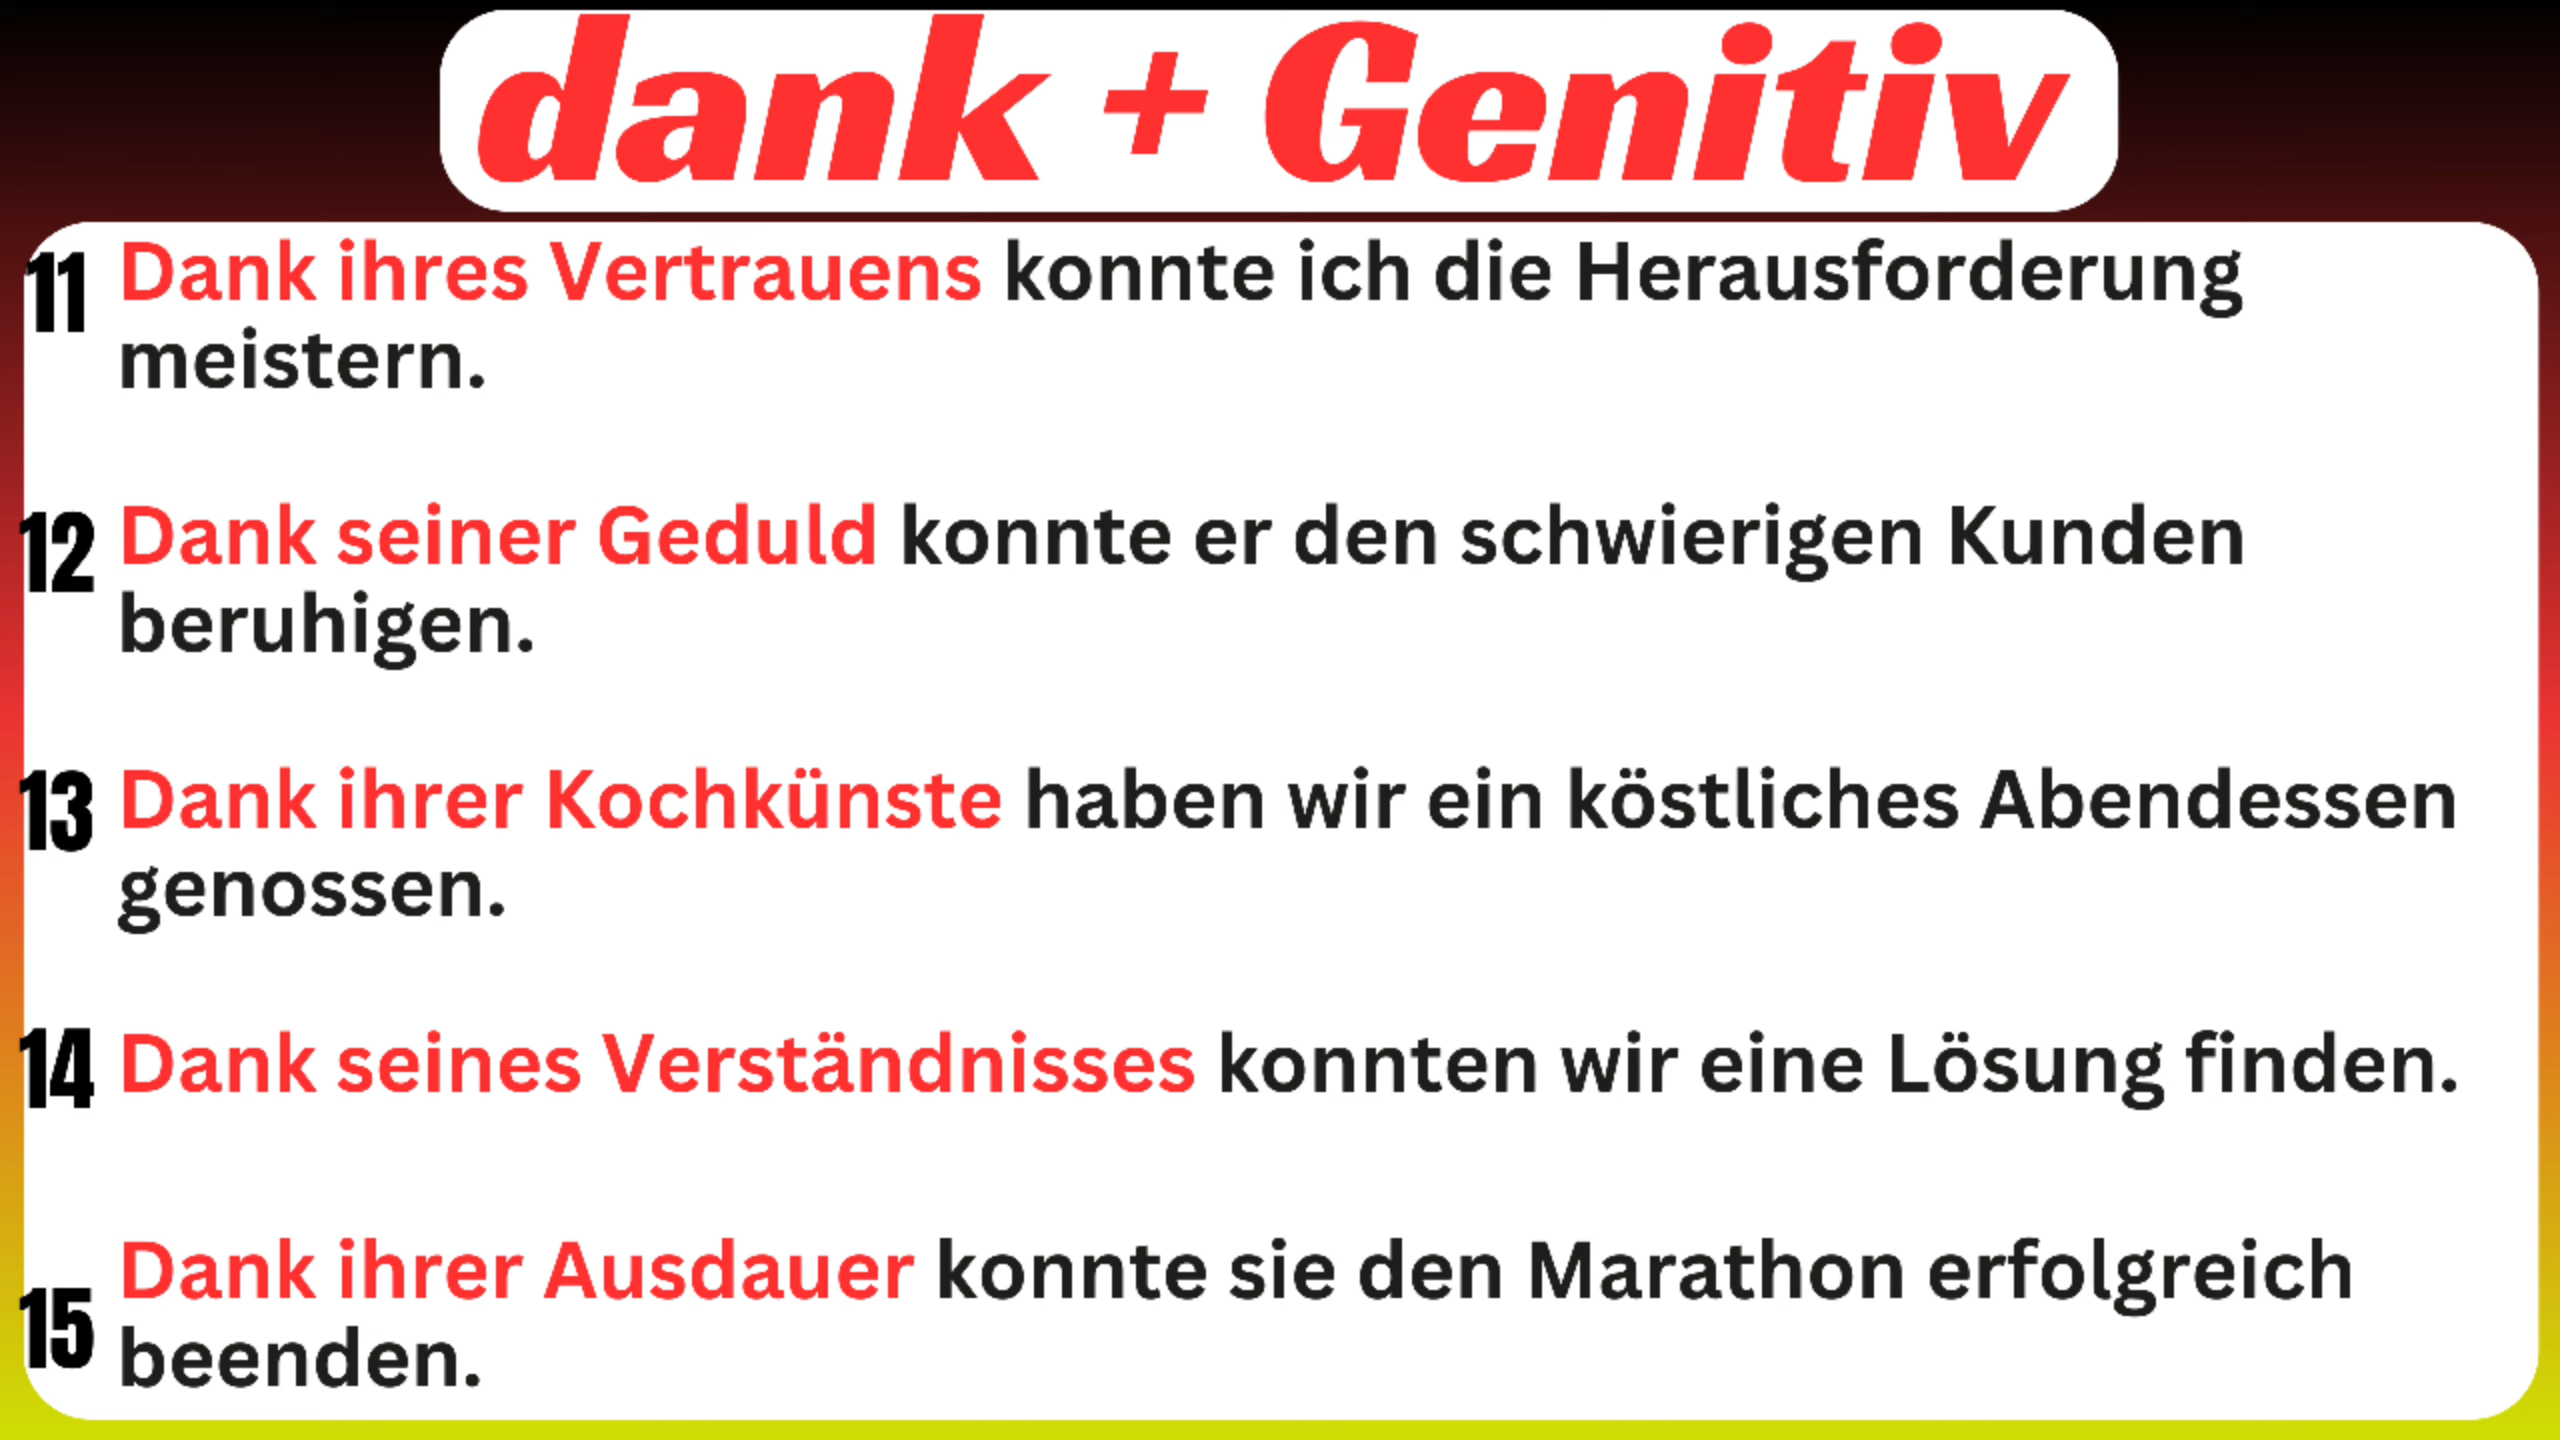 dank + Genitiv
11 Dank ihres Vertrauens konnte ich die Herausforderung
meistern.
12 Dank seiner Geduld konnte er den schwierigen Kunden
beruhigen.
13 Dank ihrer Kochkünste haben wir ein köstliches Abendessen
genossen.
14 Dank seines Verständnisses konnten wir eine Lösung finden.
15 Dank ihrer Ausdauer konnte sie den Marathon erfolgreich
beenden.